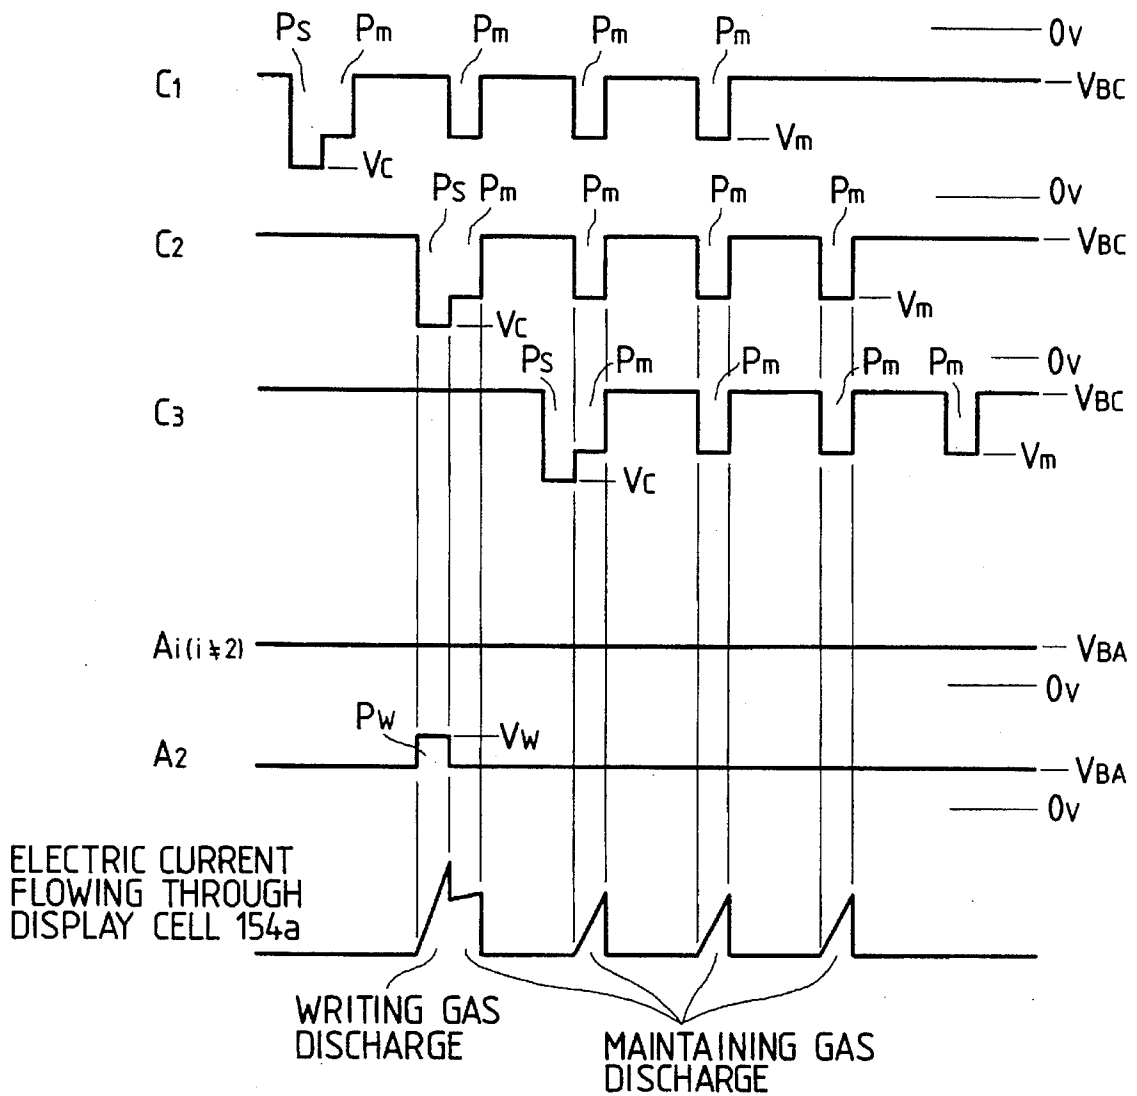 Ps Pm Pm Pm Pm 0v
C1 VBC
Vc Vm
Ps Pm Pm Pm Pm 0v
C2 VBC
Vc Vm
Ps Pm Pm Pm Pm 0v
C3 VBC
Vc Vm
Ai(i≠2) VBA
0v
Pw Vw
A2 VBA
0v
ELECTRIC CURRENT
FLOWING THROUGH
DISPLAY CELL 154a
WRITING GAS
DISCHARGE
MAINTAINING GAS
DISCHARGE